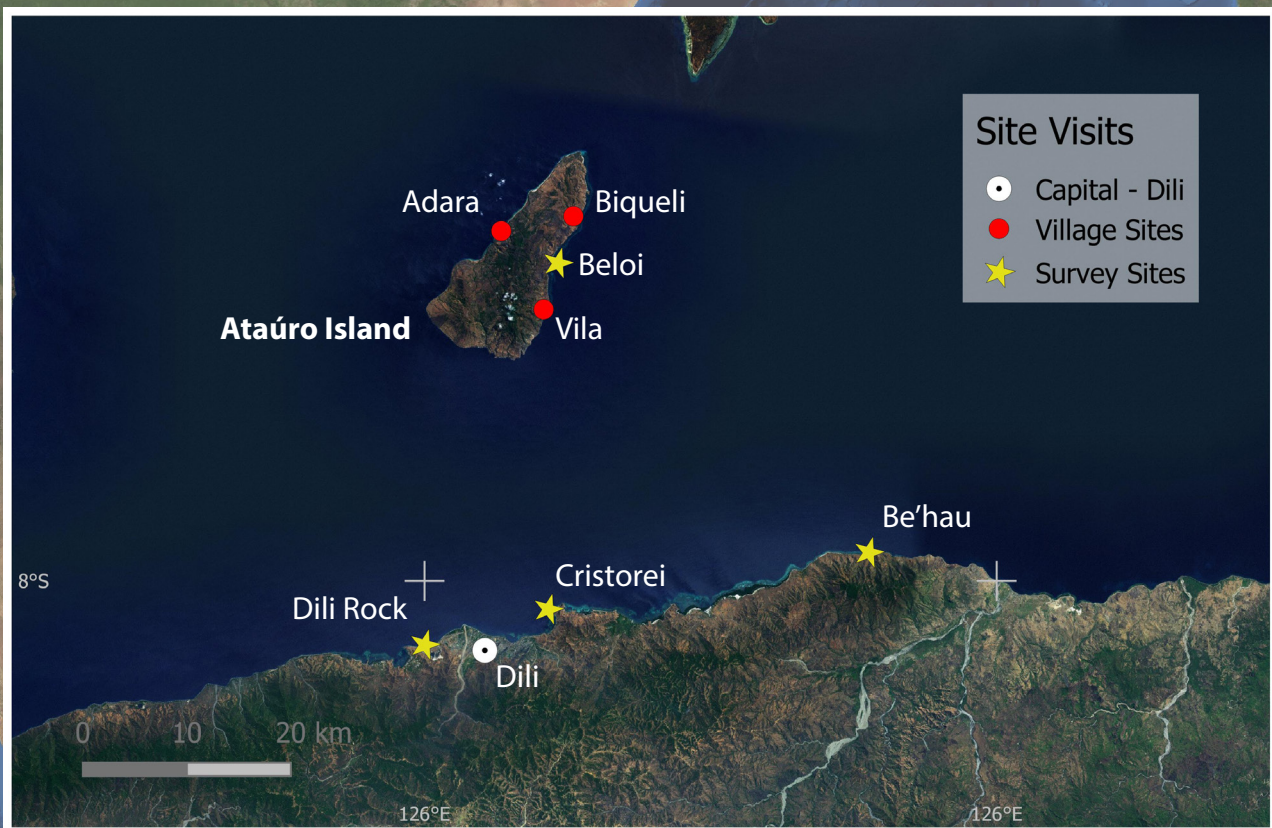 Site Visits
Capital - Dili
Village Sites
Survey Sites
Adara
Biqueli
Beloi
Ataúro Island
Vila
Be’hau
8°S
Cristorei
Dili Rock
Dili
0 10 20 km
126°E 126°E